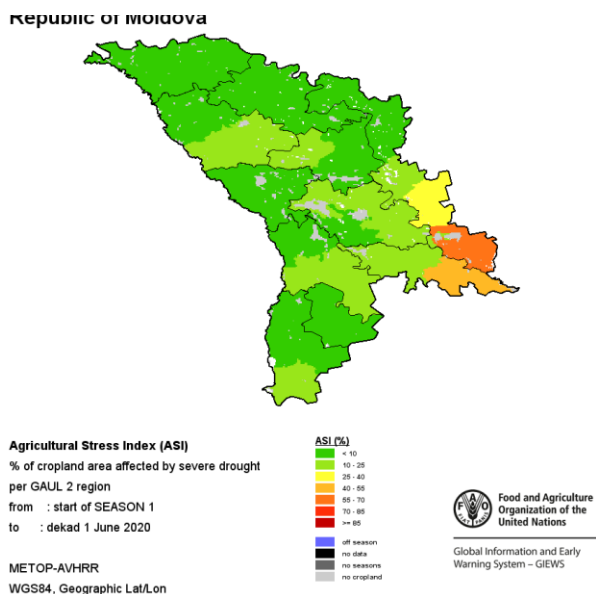 Republic of Moldova
Agricultural Stress Index (ASI)
% of cropland area affected by severe drought
per GAUL 2 region
from : start of SEASON 1
to : dekad 1 June 2020
METOP-AVHRR
WGS84, Geographic Lat/Lon
ASI (%)
< 10
10 - 25
25 - 40
40 - 55
55 - 70
70 - 85
>= 85
off season
no data
no seasons
no cropland
FAO
FIAT PANIS
Food and Agriculture
Organization of the
United Nations
Global Information and Early
Warning System – GIEWS